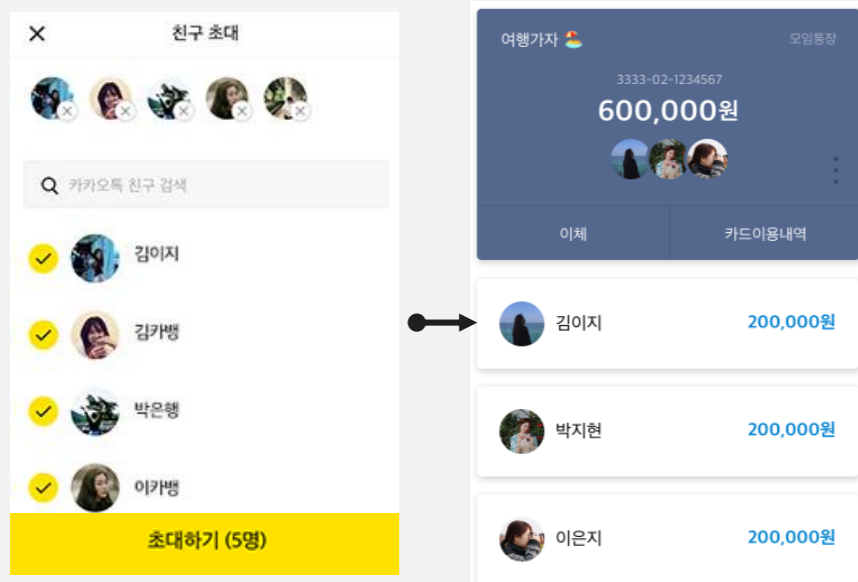 친구 초대
카카오톡 친구 검색
김이지
김카뱅
박은행
이카뱅
초대하기 (5명)
여행가자 🏖️
모임통장
3333-02-1234567
600,000원
이체
카드이용내역
김이지
200,000원
박지현
200,000원
이은지
200,000원